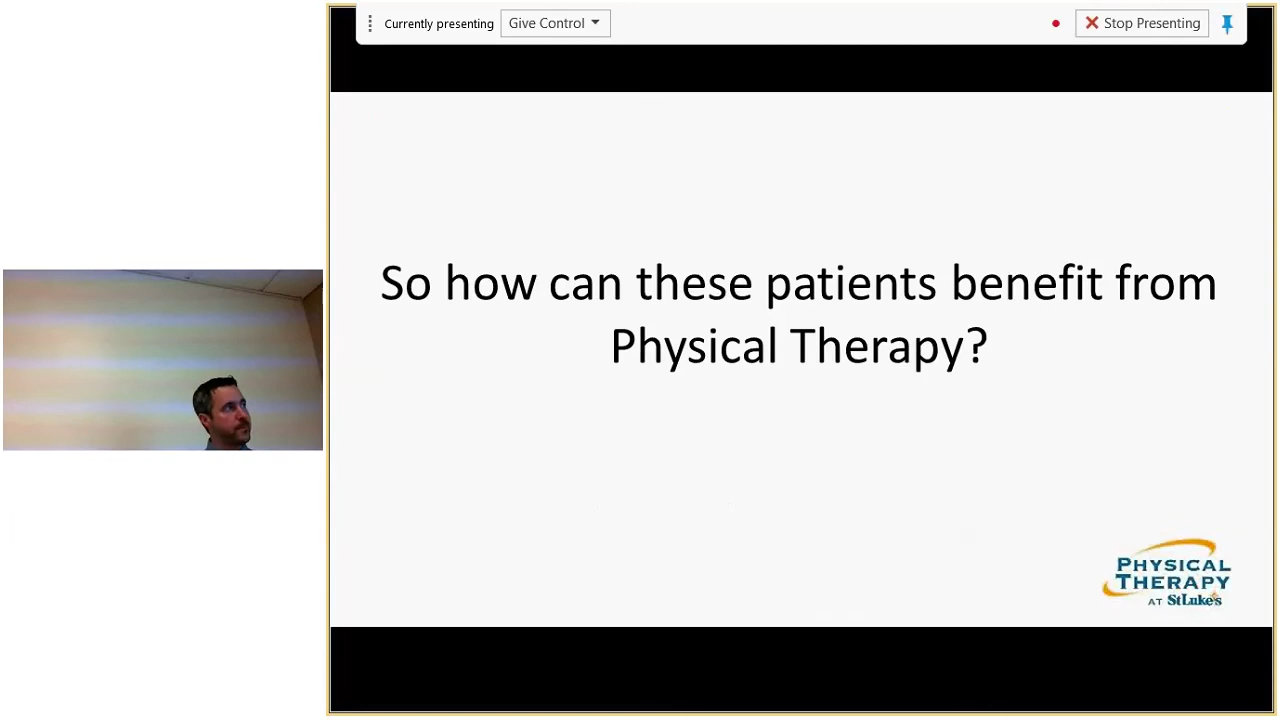 Currently presenting
Give Control
Stop Presenting
So how can these patients benefit from
Physical Therapy?
PHYSICAL
THERAPY
AT StLuke's